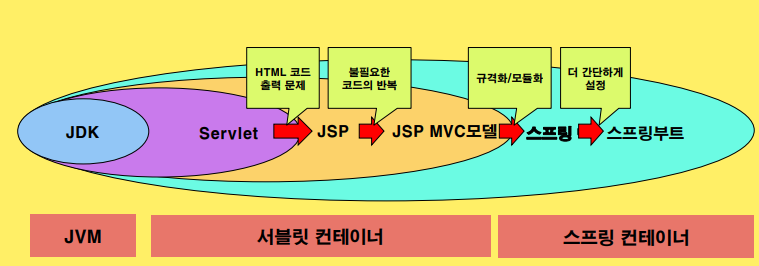 HTML 코드
출력 문제
불필요한
코드의 반복
규격화/모듈화
더 간단하게
설정
JDK
Servlet
JSP
JSP MVC모델
스프링
스프링부트
JVM
서블릿 컨테이너
스프링 컨테이너